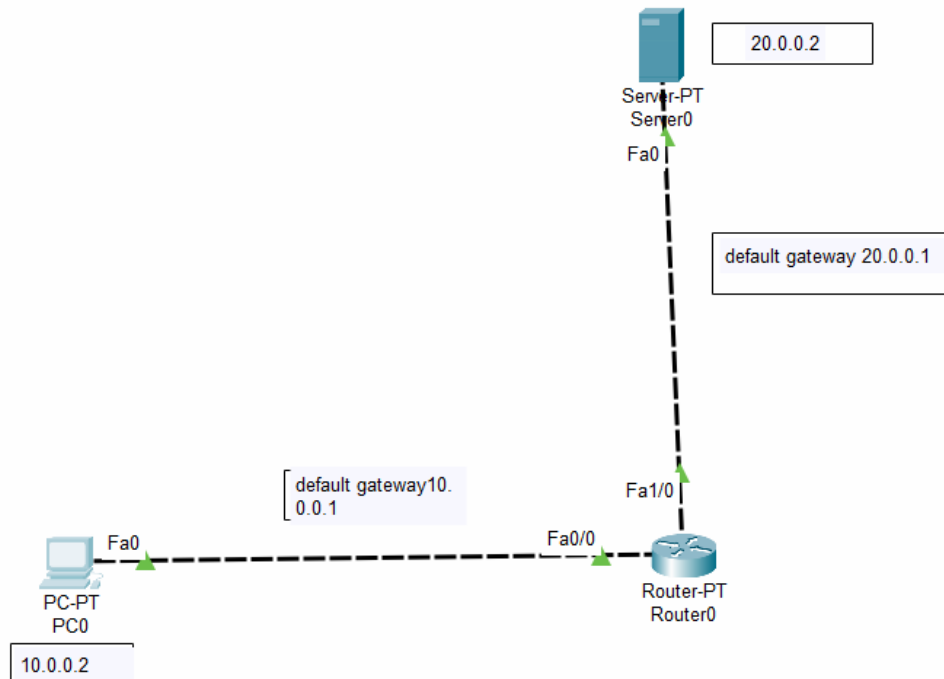 20.0.0.2
Server-PT
Server0
Fa0
default gateway 20.0.0.1
Fa1/0
default gateway10.
0.0.1
Fa0
Fa0/0
PC-PT
PC0
Router-PT
Router0
10.0.0.2